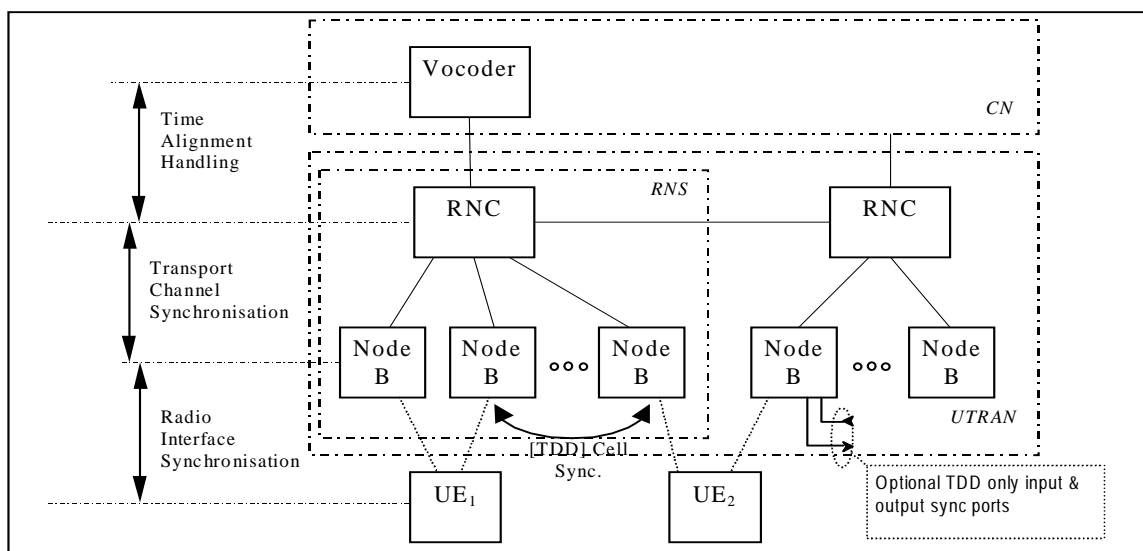 Vocoder
CN
Time
Alignment
Handling
RNS
RNC
RNC
Transport
Channel
Synchronisation
Node
B
Node
B
Node
B
Node
B
Node
B
UTRAN
Radio
Interface
Synchronisation
[TDD] Cell
Sync.
UE1
UE2
Optional TDD only input &
output sync ports